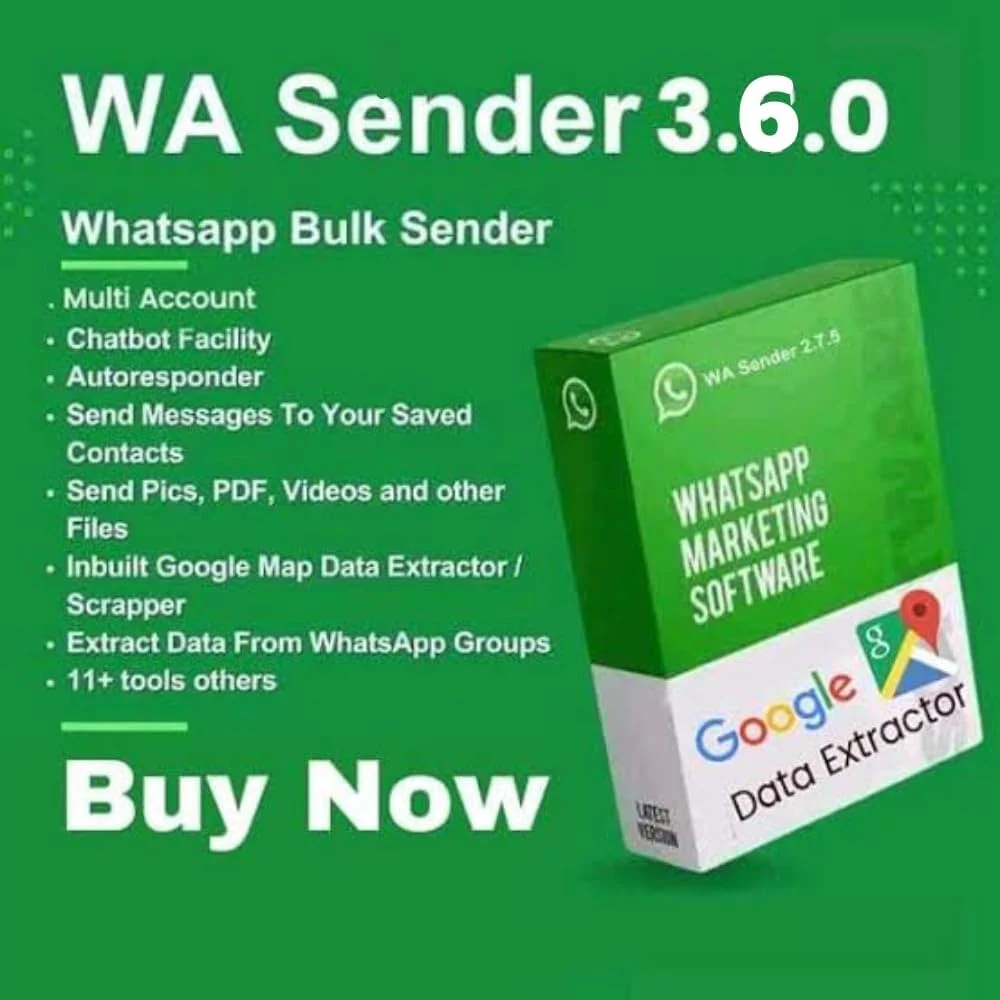 WA Sender 3.6.0
Whatsapp Bulk Sender
. Multi Account
• Chatbot Facility
• Autoresponder
• Send Messages To Your Saved
Contacts
• Send Pics, PDF, Videos and other
Files
• Inbuilt Google Map Data Extractor /
Scrapper
• Extract Data From WhatsApp Groups
• 11+ tools others
Buy Now
WA Sender 2.7.5
WHATSAPP
MARKETING
SOFTWARE
g
Google
Data Extractor
LATEST
VERSION